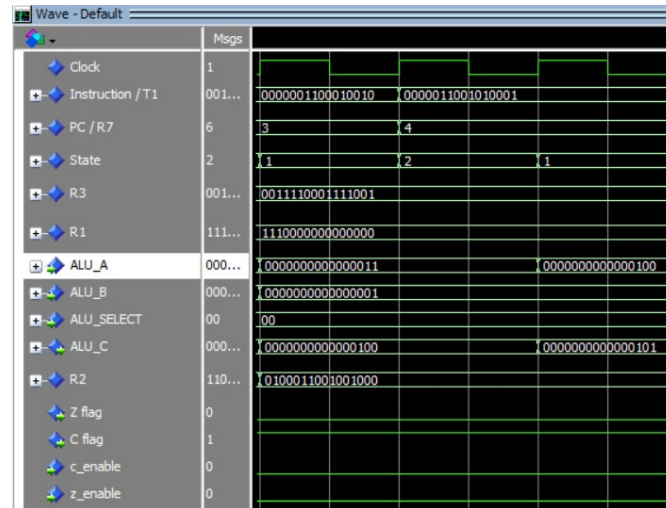 Wave - Default
Msgs
Clock 1
Instruction / T1 001... 0000001100010010 0000011001010001
PC / R7 6 3 4
State 2 1 2 1
R3 001... 0011110001111001
R1 111... 1110000000000000
ALU_A 000... 0000000000000011 0000000000000100
ALU_B 000... 0000000000000001
ALU_SELECT 00 00
ALU_C 000... 0000000000000100 0000000000000101
R2 110... 0100011001001000
Z flag 0
C flag 1
c_enable 0
z_enable 0